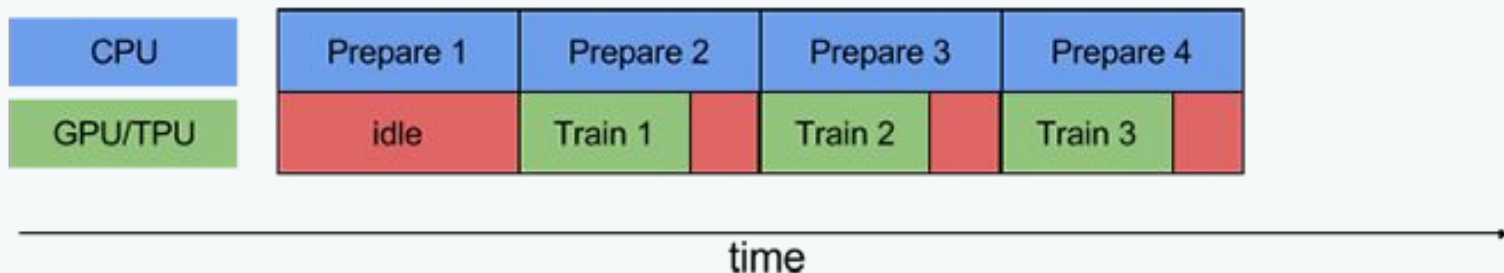 CPU Prepare 1 Prepare 2 Prepare 3 Prepare 4
GPU/TPU idle Train 1 Train 2 Train 3
time